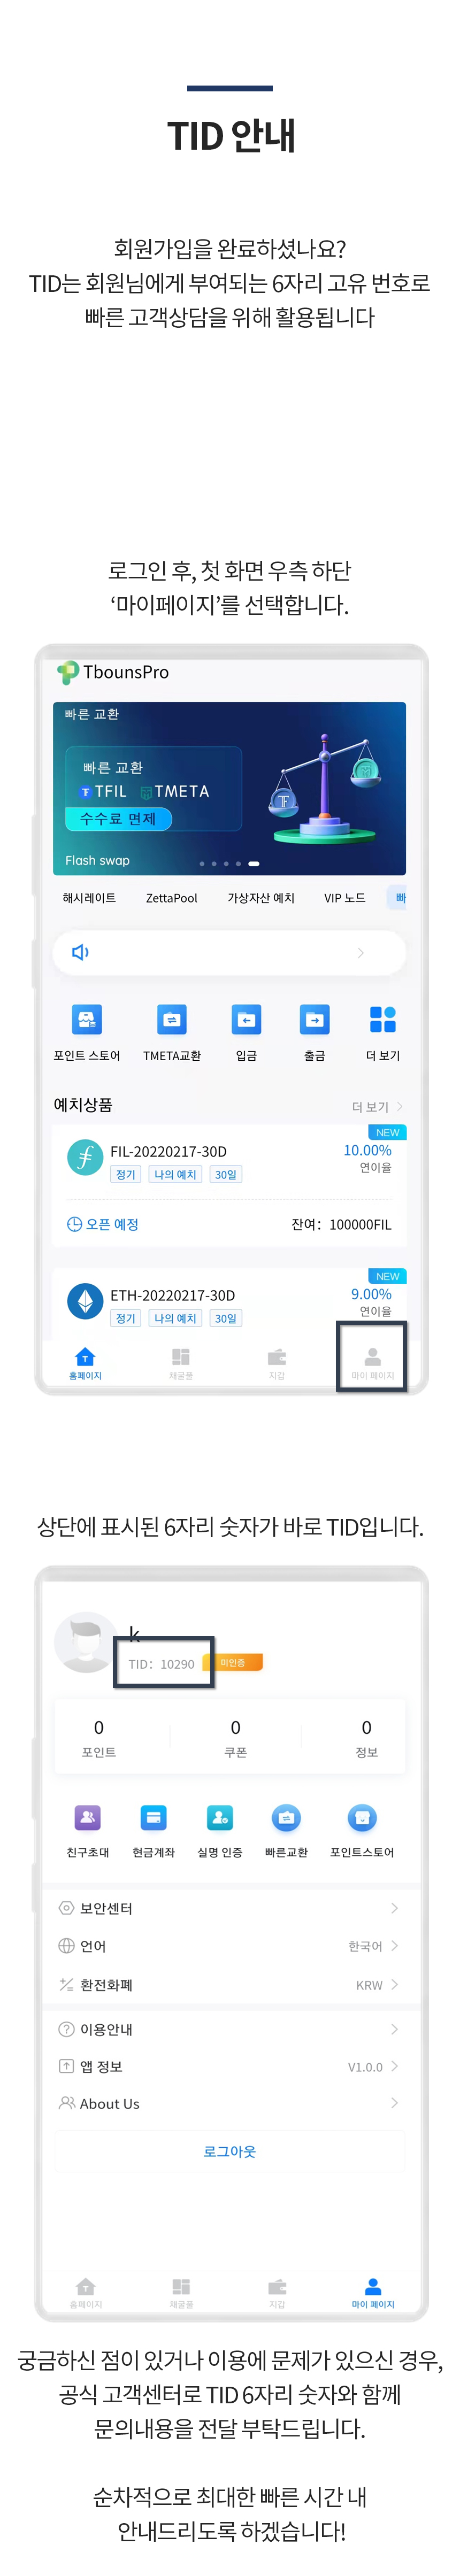 TID 안내
회원가입을 완료하셨나요?
TID는 회원님에게 부여되는 6자리 고유 번호로
빠른 고객상담을 위해 활용됩니다
로그인 후, 첫 화면 우측 하단
‘마이페이지’를 선택합니다.
TbounsPro
빠른 교환
빠른 교환
TFIL TMETA
수수료 면제
Flash swap
해시레이트 ZettaPool 가상자산 예치 VIP 노드 빠
포인트 스토어 TMETA교환 입금 출금 더 보기
예치상품 더 보기
NEW
FIL-20220217-30D 10.00%
정기 나의 예치 30일 연이율
오픈 예정 잔여: 100000FIL
NEW
ETH-20220217-30D 9.00%
정기 나의 예치 30일 연이율
홈페이지 채굴풀 지갑 마이 페이지
상단에 표시된 6자리 숫자가 바로 TID입니다.
k
TID: 10290 미인증
0 0 0
포인트 쿠폰 정보
친구초대 현금계좌 실명 인증 빠른교환 포인트스토어
보안센터
언어 한국어
환전화폐 KRW
이용안내
앱 정보 V1.0.0
About Us
로그아웃
홈페이지 채굴풀 지갑 마이 페이지
궁금하신 점이 있거나 이용에 문제가 있으신 경우,
공식 고객센터로 TID 6자리 숫자와 함께
문의내용을 전달 부탁드립니다.
순차적으로 최대한 빠른 시간 내
안내드리도록 하겠습니다!